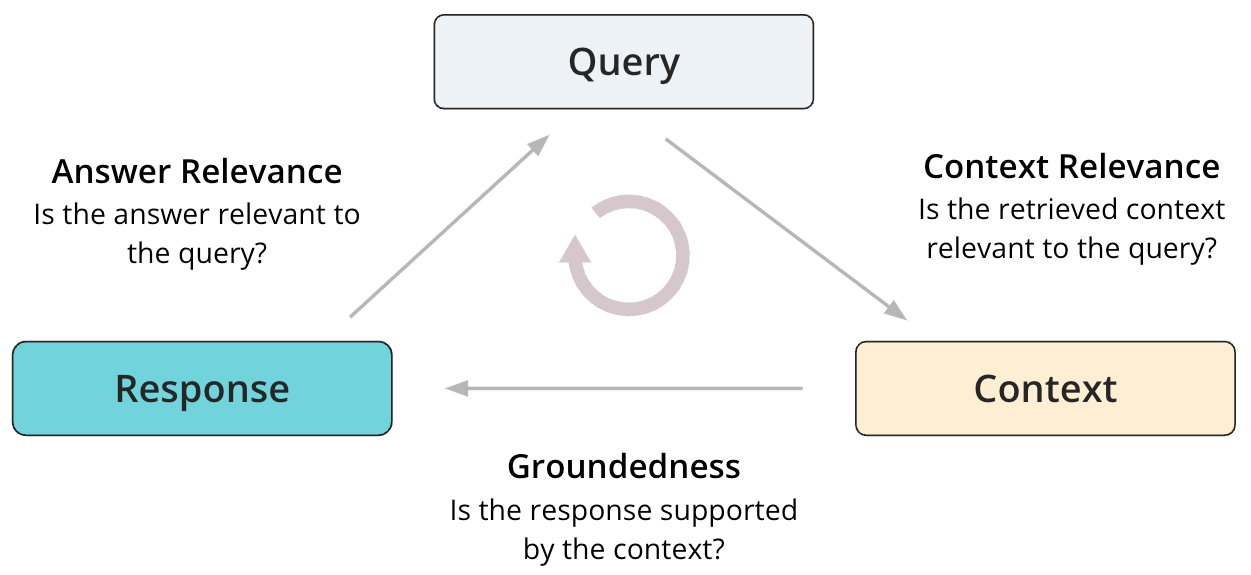 Query
Answer Relevance
Is the answer relevant to
the query?
Context Relevance
Is the retrieved context
relevant to the query?
Response
Context
Groundedness
Is the response supported
by the context?